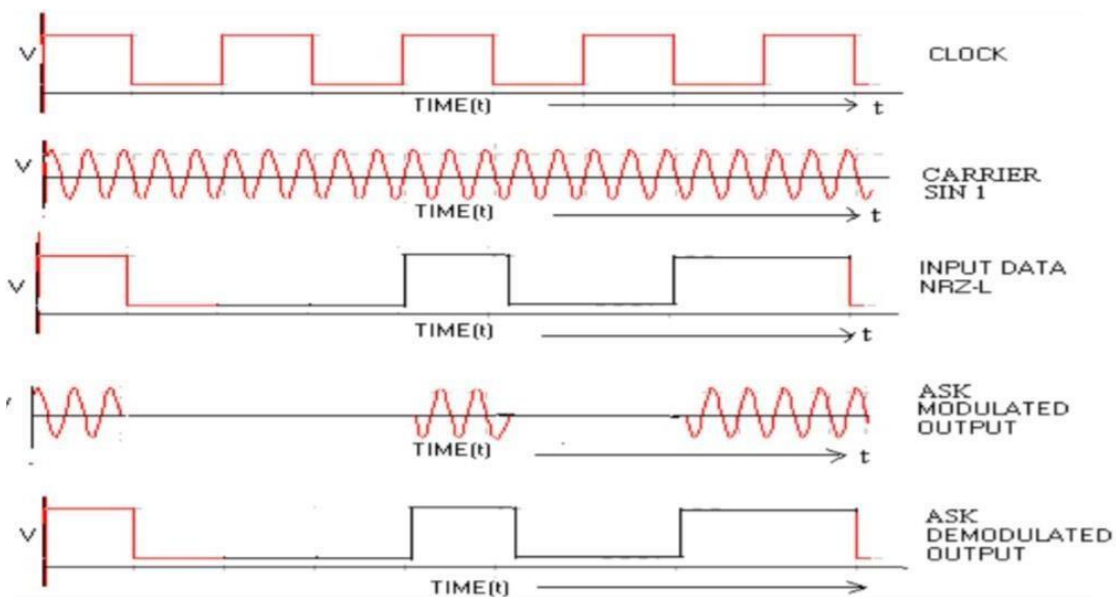 V
CLOCK
TIME(t)
t
V
CARRIER
SIN 1
TIME(t)
t
V
INPUT DATA
NRZ-L
TIME(t)
t
ASK
MODULATED
OUTPUT
TIME(t)
t
V
ASK
DEMODULATED
OUTPUT
TIME(t)